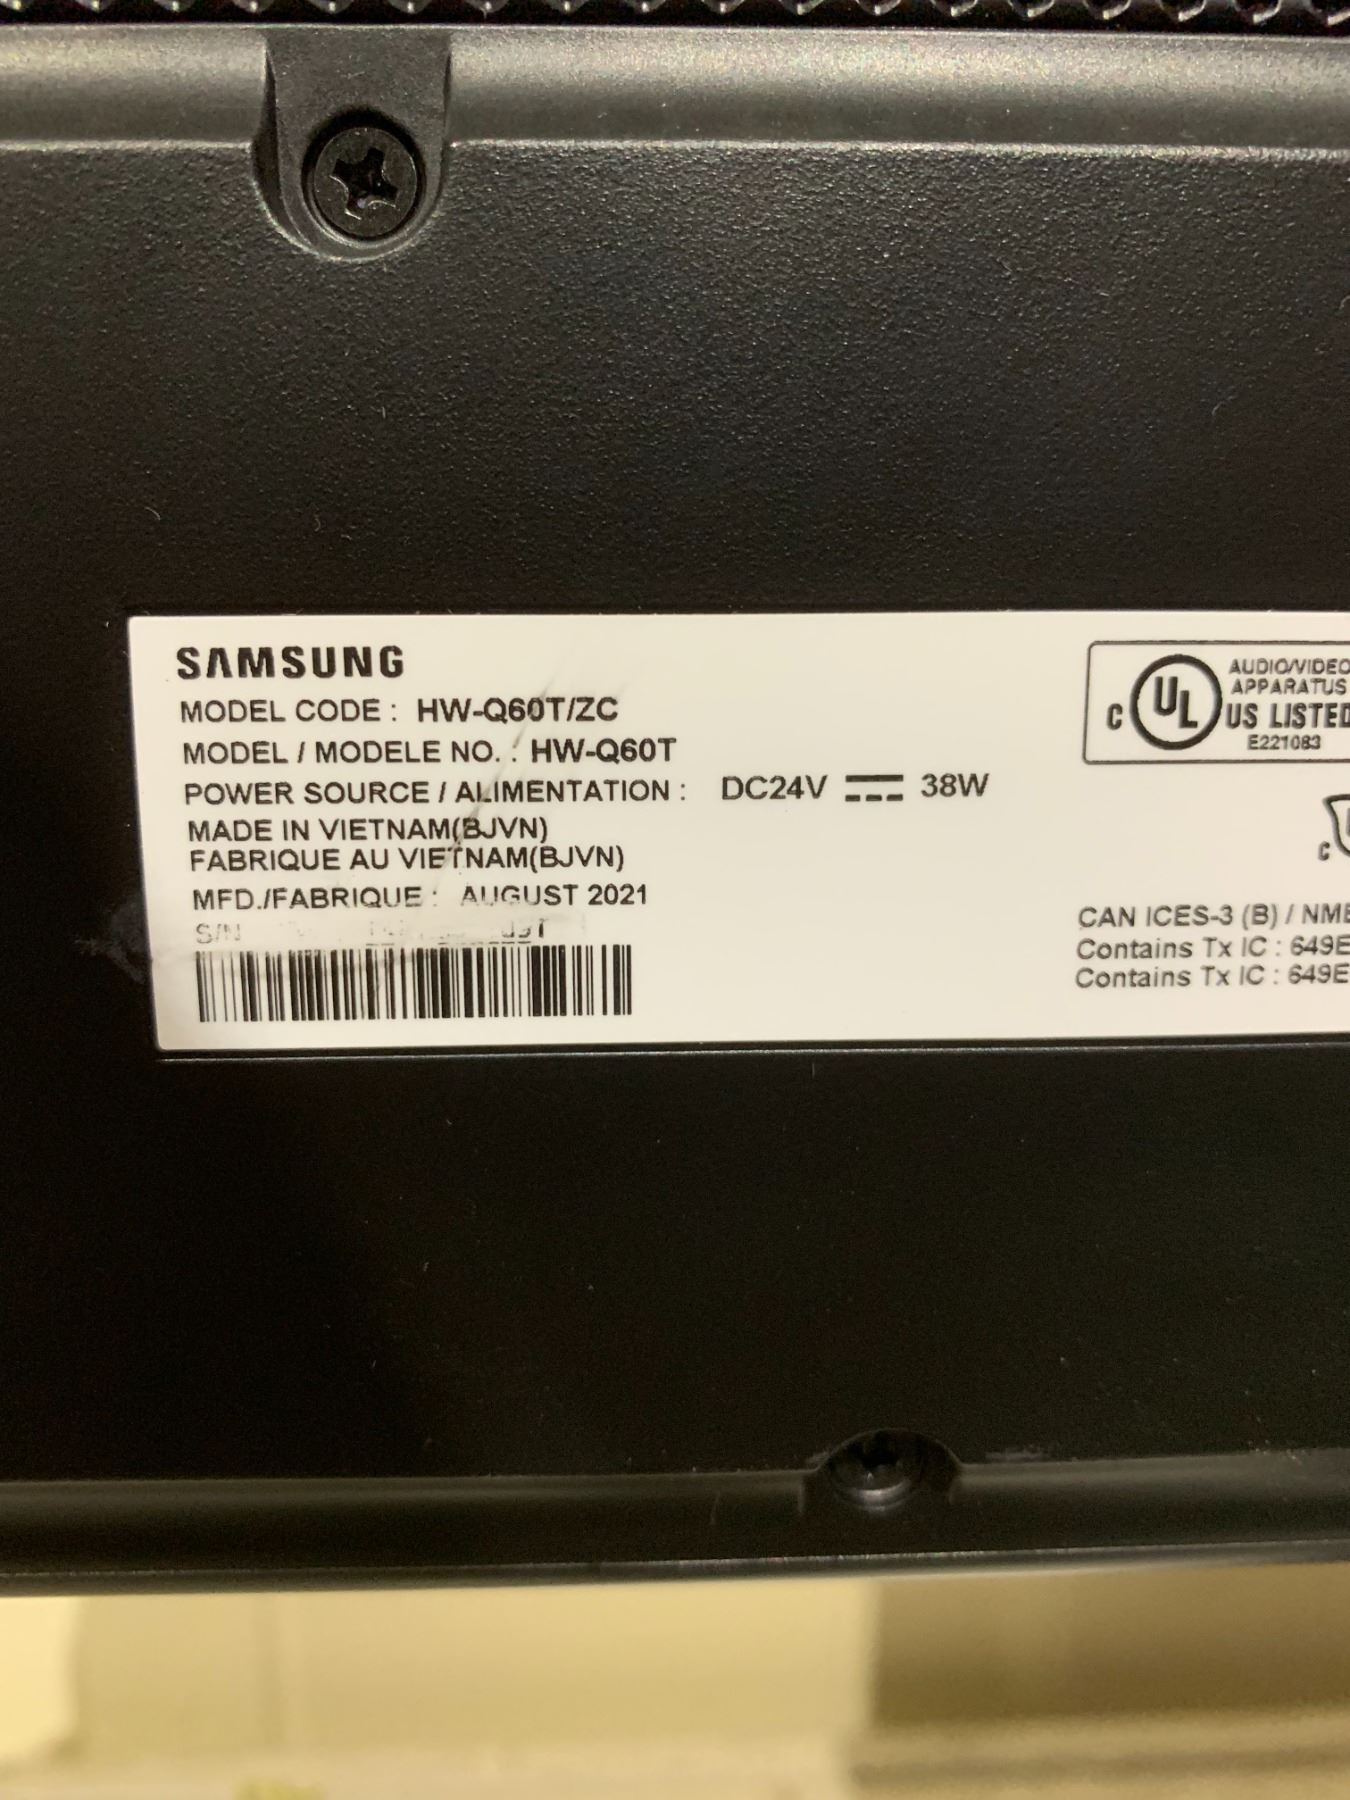 SAMSUNG
MODEL CODE : HW-Q60T/ZC
MODEL / MODELE NO. : HW-Q60T
POWER SOURCE / ALIMENTATION : DC24V 38W
MADE IN VIETNAM(BJVN)
FABRIQUE AU VIETNAM(BJVN)
MFD./FABRIQUE : AUGUST 2021
S/N
C UL US LISTED
AUDIO/VIDEO
APPARATUS
E221083
C
CAN ICES-3 (B) / NMB
Contains Tx IC : 649E
Contains Tx IC : 649E